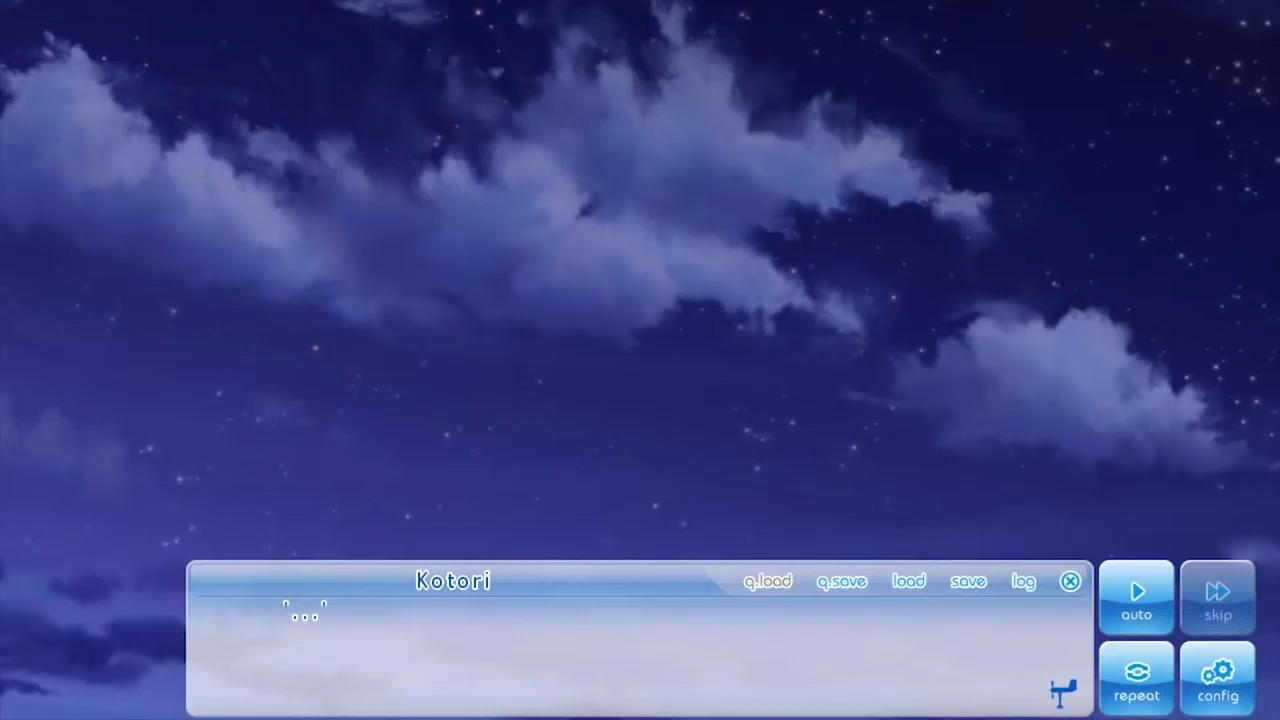 Kotori
q.load q.save load save log
'...'
auto
skip
repeat
config